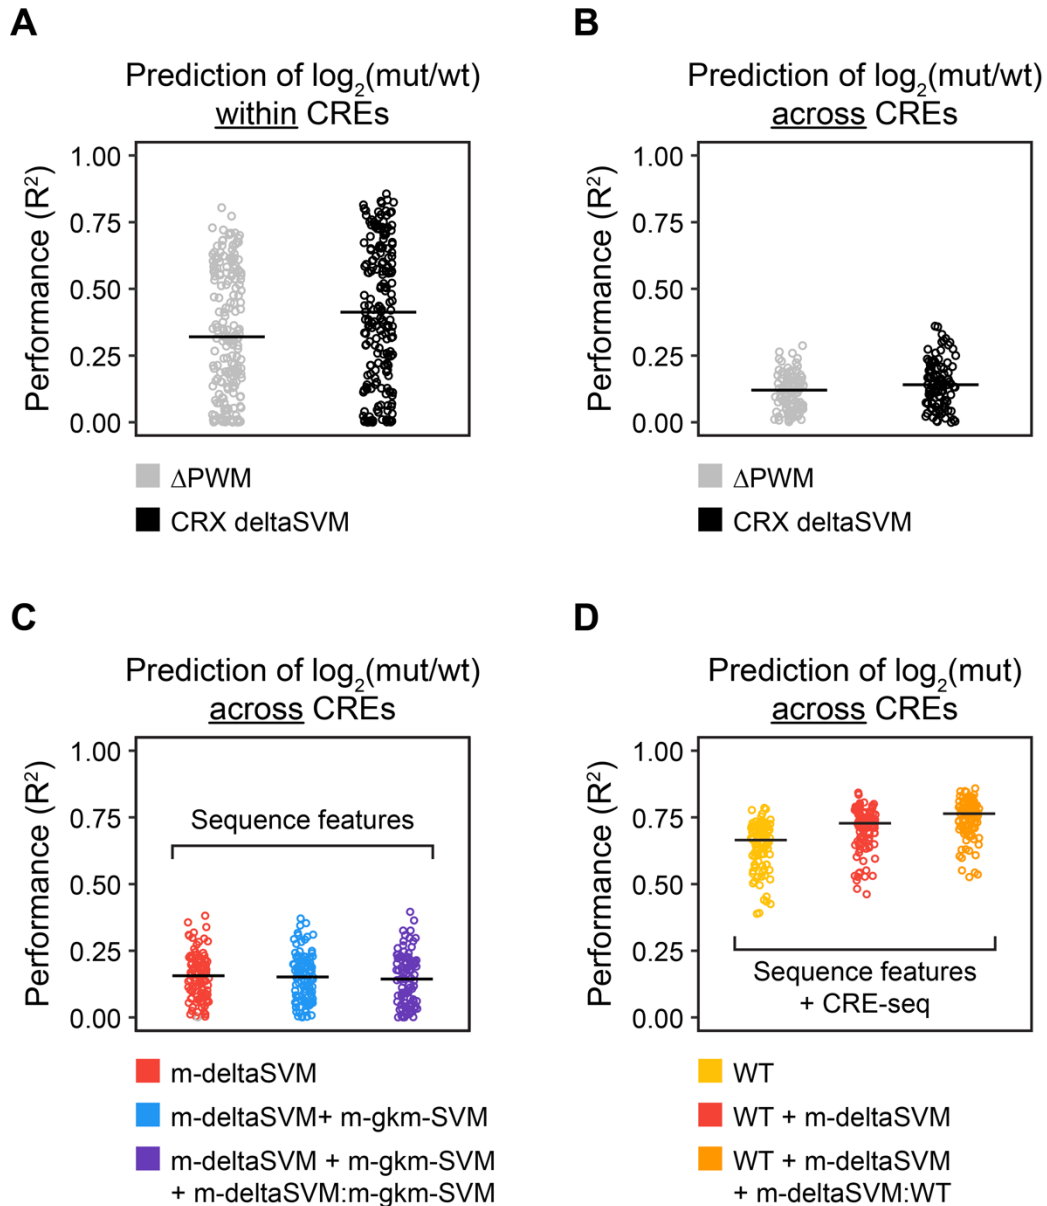 A
Prediction of log2(mut/wt)
within CREs
Performance (R²)
1.00
0.75
0.50
0.25
0.00
ΔPWM
CRX deltaSVM
B
Prediction of log2(mut/wt)
across CREs
Performance (R²)
1.00
0.75
0.50
0.25
0.00
ΔPWM
CRX deltaSVM
C
Prediction of log2(mut/wt)
across CREs
Performance (R²)
1.00
0.75
0.50
0.25
0.00
Sequence features
m-deltaSVM
m-deltaSVM+ m-gkm-SVM
m-deltaSVM + m-gkm-SVM
+ m-deltaSVM:m-gkm-SVM
D
Prediction of log2(mut)
across CREs
Performance (R²)
1.00
0.75
0.50
0.25
0.00
Sequence features
+ CRE-seq
WT
WT + m-deltaSVM
WT + m-deltaSVM
+ m-deltaSVM:WT